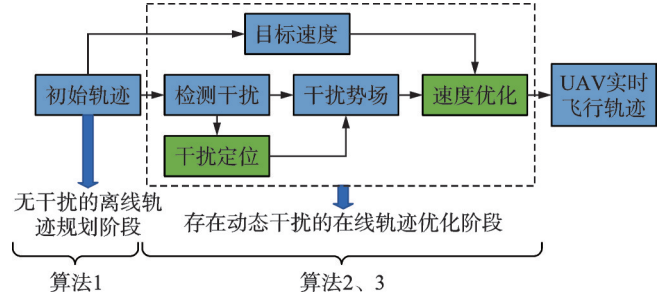 目标速度
初始轨迹
检测干扰
干扰势场
速度优化
UAV实时
飞行轨迹
干扰定位
无干扰的离线轨
迹规划阶段
存在动态干扰的在线轨迹优化阶段
算法1
算法2、3